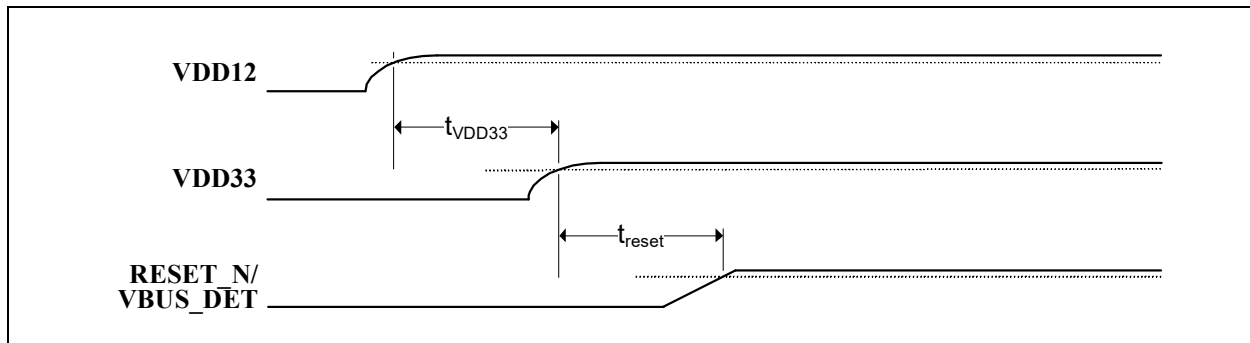 VDD12
tVDD33
VDD33
treset
RESET_N/
VBUS_DET